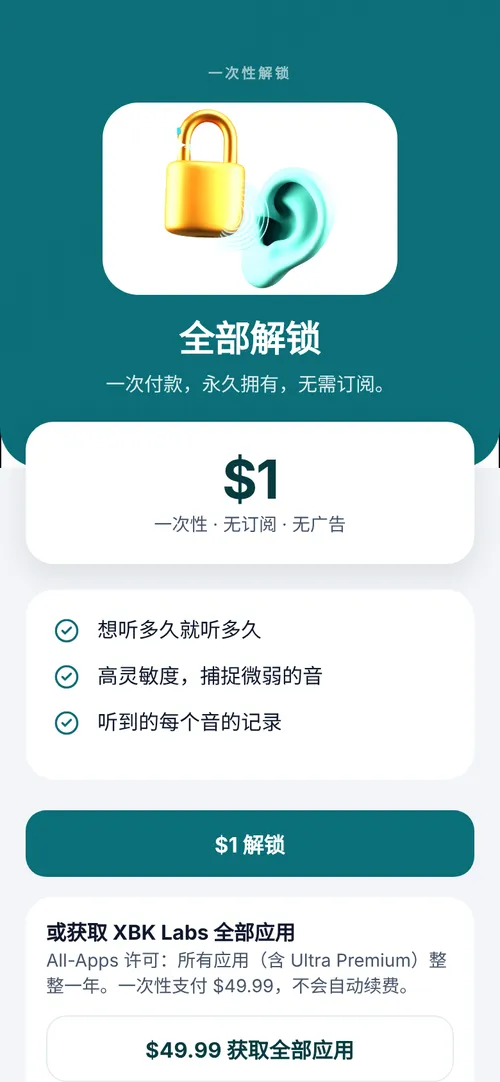 一次性解锁
全部解锁
一次付款，永久拥有，无需订阅。
$1
一次性 · 无订阅 · 无广告
想听多久就听多久
高灵敏度，捕捉微弱的音
听到的每个音的记录
$1 解锁
或获取 XBK Labs 全部应用
All-Apps 许可：所有应用（含 Ultra Premium）整
整一年。一次性支付 $49.99，不会自动续费。
$49.99 获取全部应用